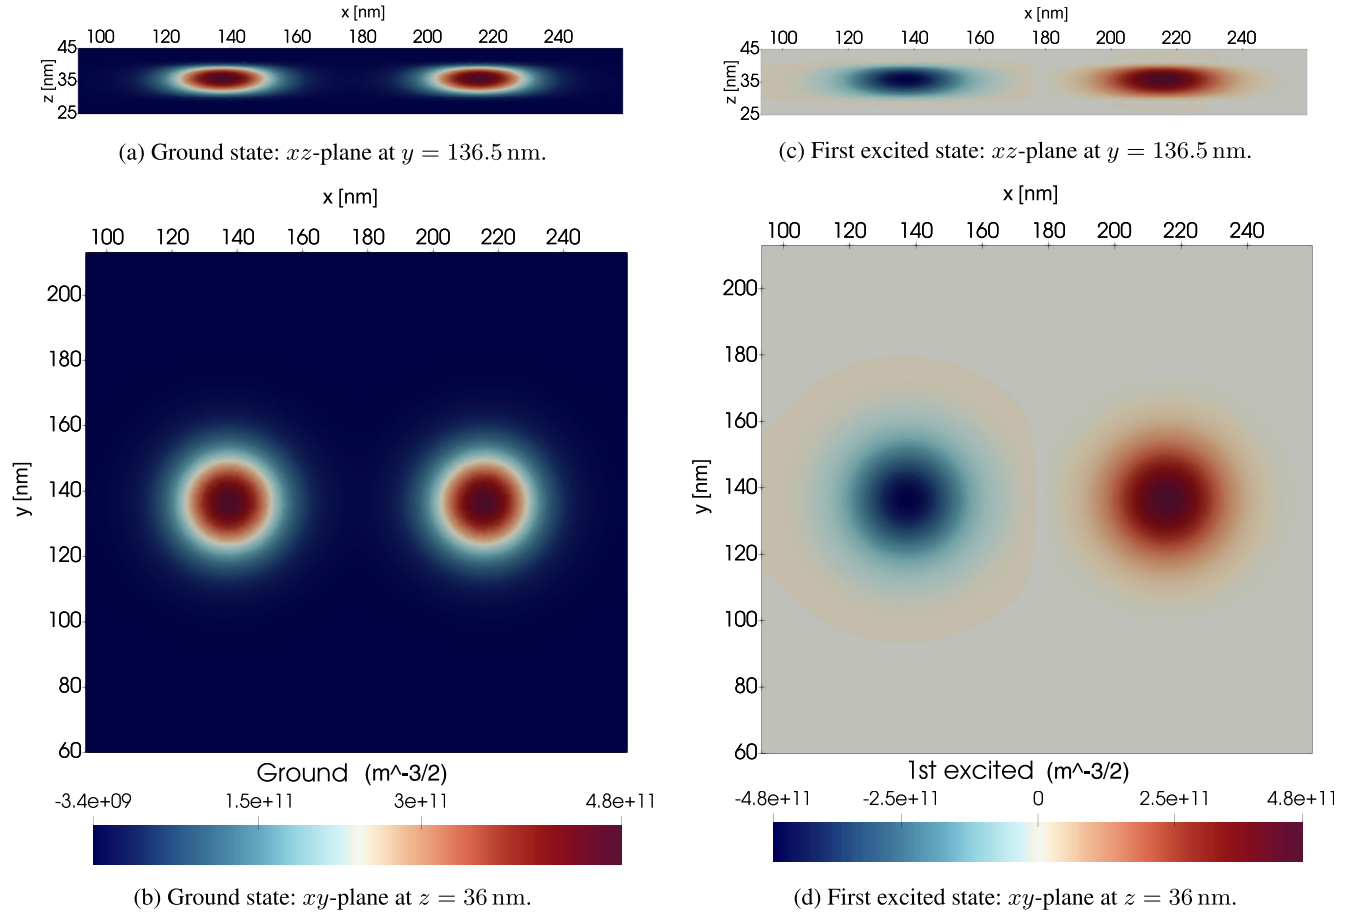 x [nm]
100 120 140 160 180 200 220 240
z [nm]
45
35
25
(a) Ground state: xz-plane at y = 136.5 nm.
x [nm]
100 120 140 160 180 200 220 240
y [nm]
200
180
160
140
120
100
80
60
Ground (m^-3/2)
-3.4e+09 1.5e+11 3e+11 4.8e+11
(b) Ground state: xy-plane at z = 36 nm.
x [nm]
100 120 140 160 180 200 220 240
z [nm]
45
35
25
(c) First excited state: xz-plane at y = 136.5 nm.
x [nm]
100 120 140 160 180 200 220 240
y [nm]
200
180
160
140
120
100
80
60
1st excited (m^-3/2)
-4.8e+11 -2.5e+11 0 2.5e+11 4.8e+11
(d) First excited state: xy-plane at z = 36 nm.